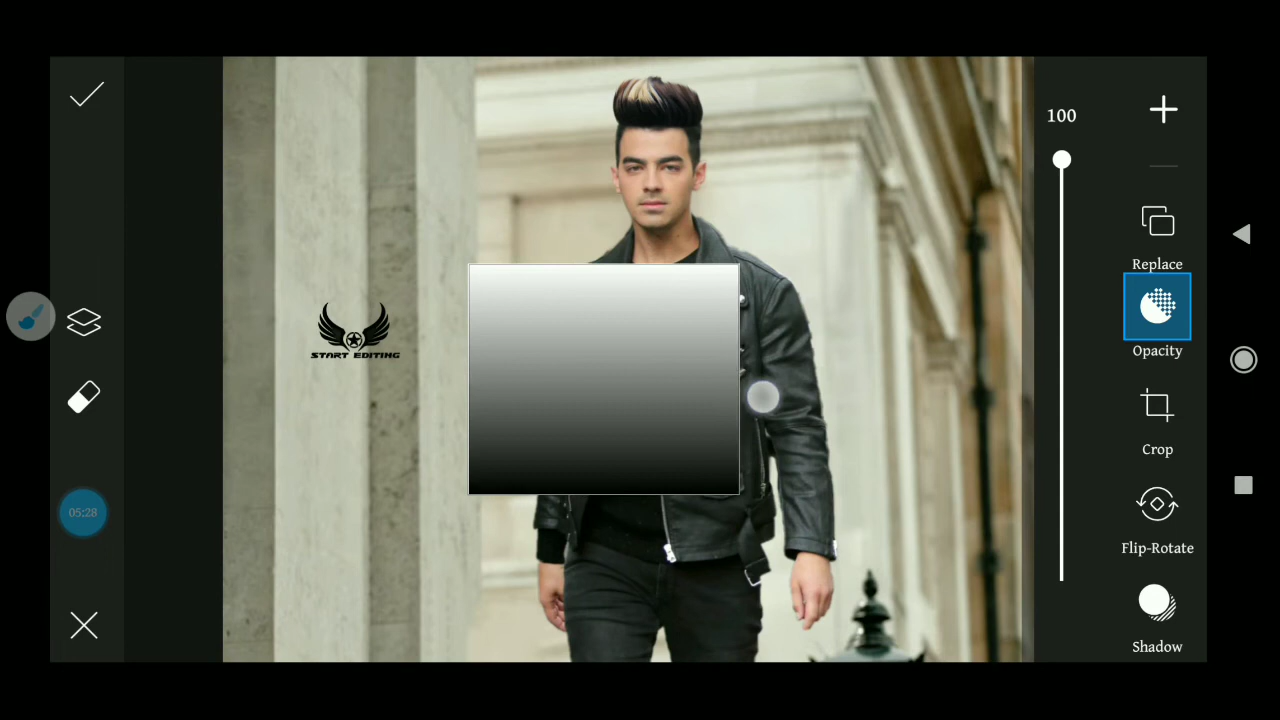 100
Replace
Opacity
START EDITING
Crop
05:28
Flip-Rotate
Shadow